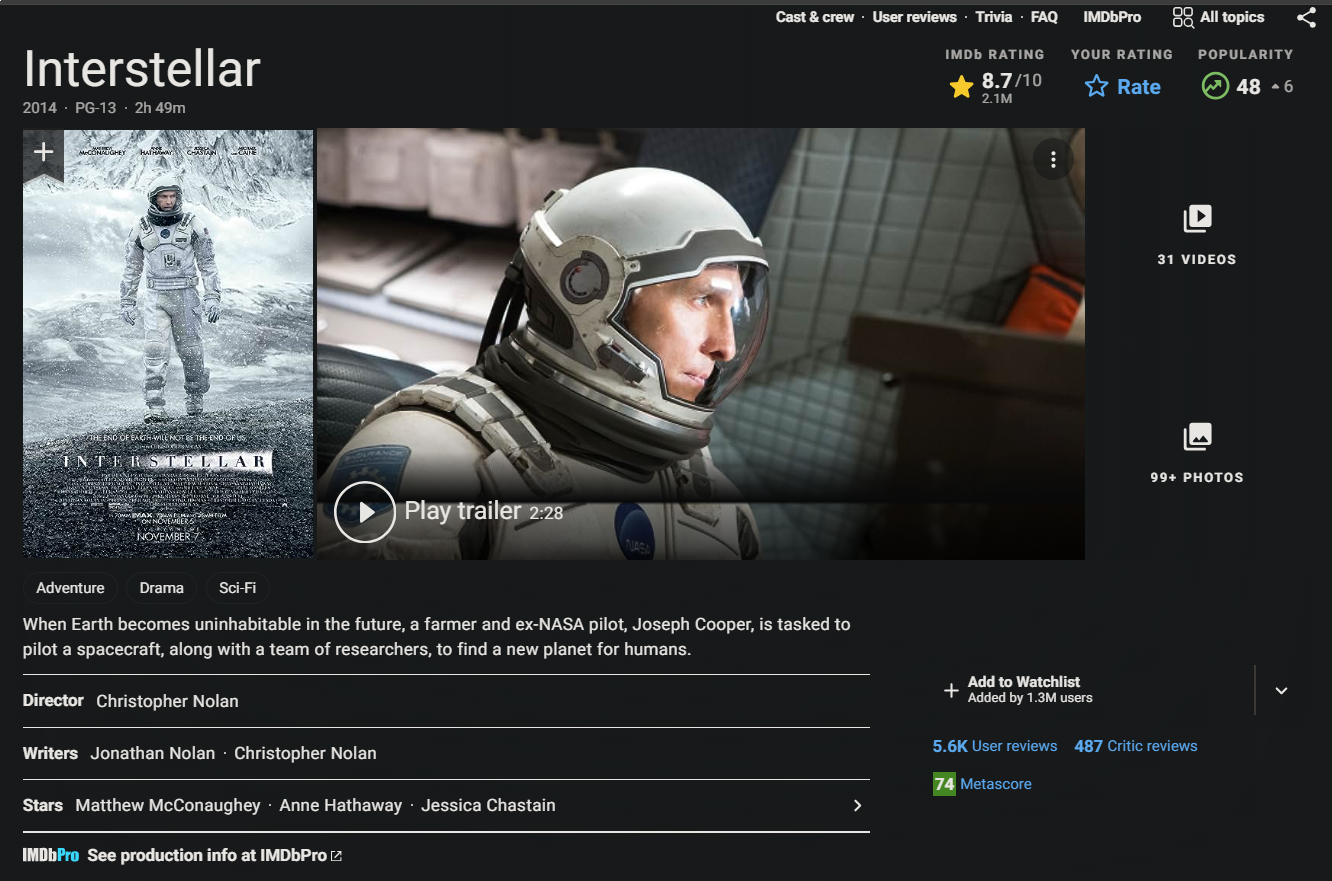 Cast & crew · User reviews · Trivia · FAQ IMDbPro All topics
Interstellar
2014 · PG-13 · 2h 49m
IMDb RATING
8.7/10
2.1M
YOUR RATING
Rate
POPULARITY
48 6
McCONAUGHEY HATHAWAY CHASTAIN CAINE
THE END OF EARTH WILL NOT BE THE END OF US
INTERSTELLAR
ON NOVEMBER 5
NOVEMBER 7
ENDURANCE
NASA
Play trailer 2:28
31 VIDEOS
99+ PHOTOS
Adventure Drama Sci-Fi
When Earth becomes uninhabitable in the future, a farmer and ex-NASA pilot, Joseph Cooper, is tasked to
pilot a spacecraft, along with a team of researchers, to find a new planet for humans.
Director Christopher Nolan
Writers Jonathan Nolan · Christopher Nolan
Stars Matthew McConaughey · Anne Hathaway · Jessica Chastain
IMDbPro See production info at IMDbPro
Add to Watchlist
Added by 1.3M users
5.6K User reviews 487 Critic reviews
74 Metascore